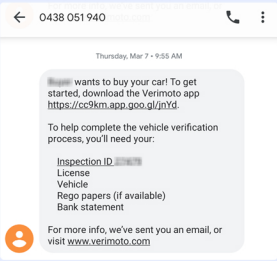 0438 051 940
Thursday, Mar 7 • 9:55 AM
wants to buy your car! To get
started, download the Verimoto app
https://cc9km.app.goo.gl/jnYd.
To help complete the vehicle verification
process, you'll need your:
Inspection ID
License
Vehicle
Rego papers (if available)
Bank statement
For more info, we've sent you an email, or
visit www.verimoto.com